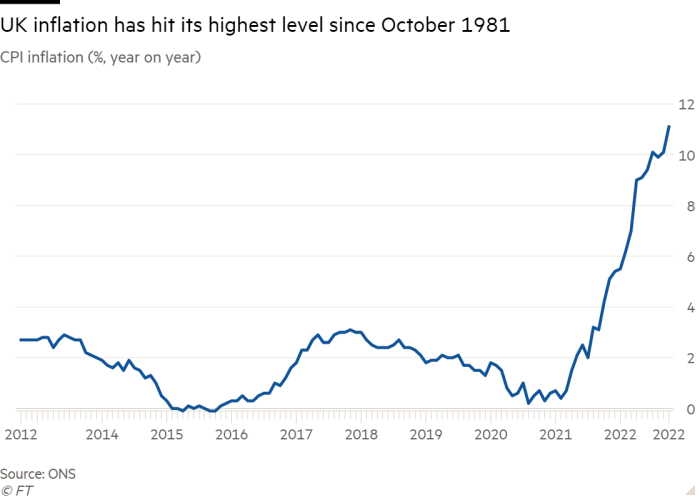 UK inflation has hit its highest level since October 1981
CPI inflation (%, year on year)
12
10
8
6
4
2
0
2012 2014 2015 2016 2017 2018 2019 2020 2021 2022 2022
Source: ONS
© FT